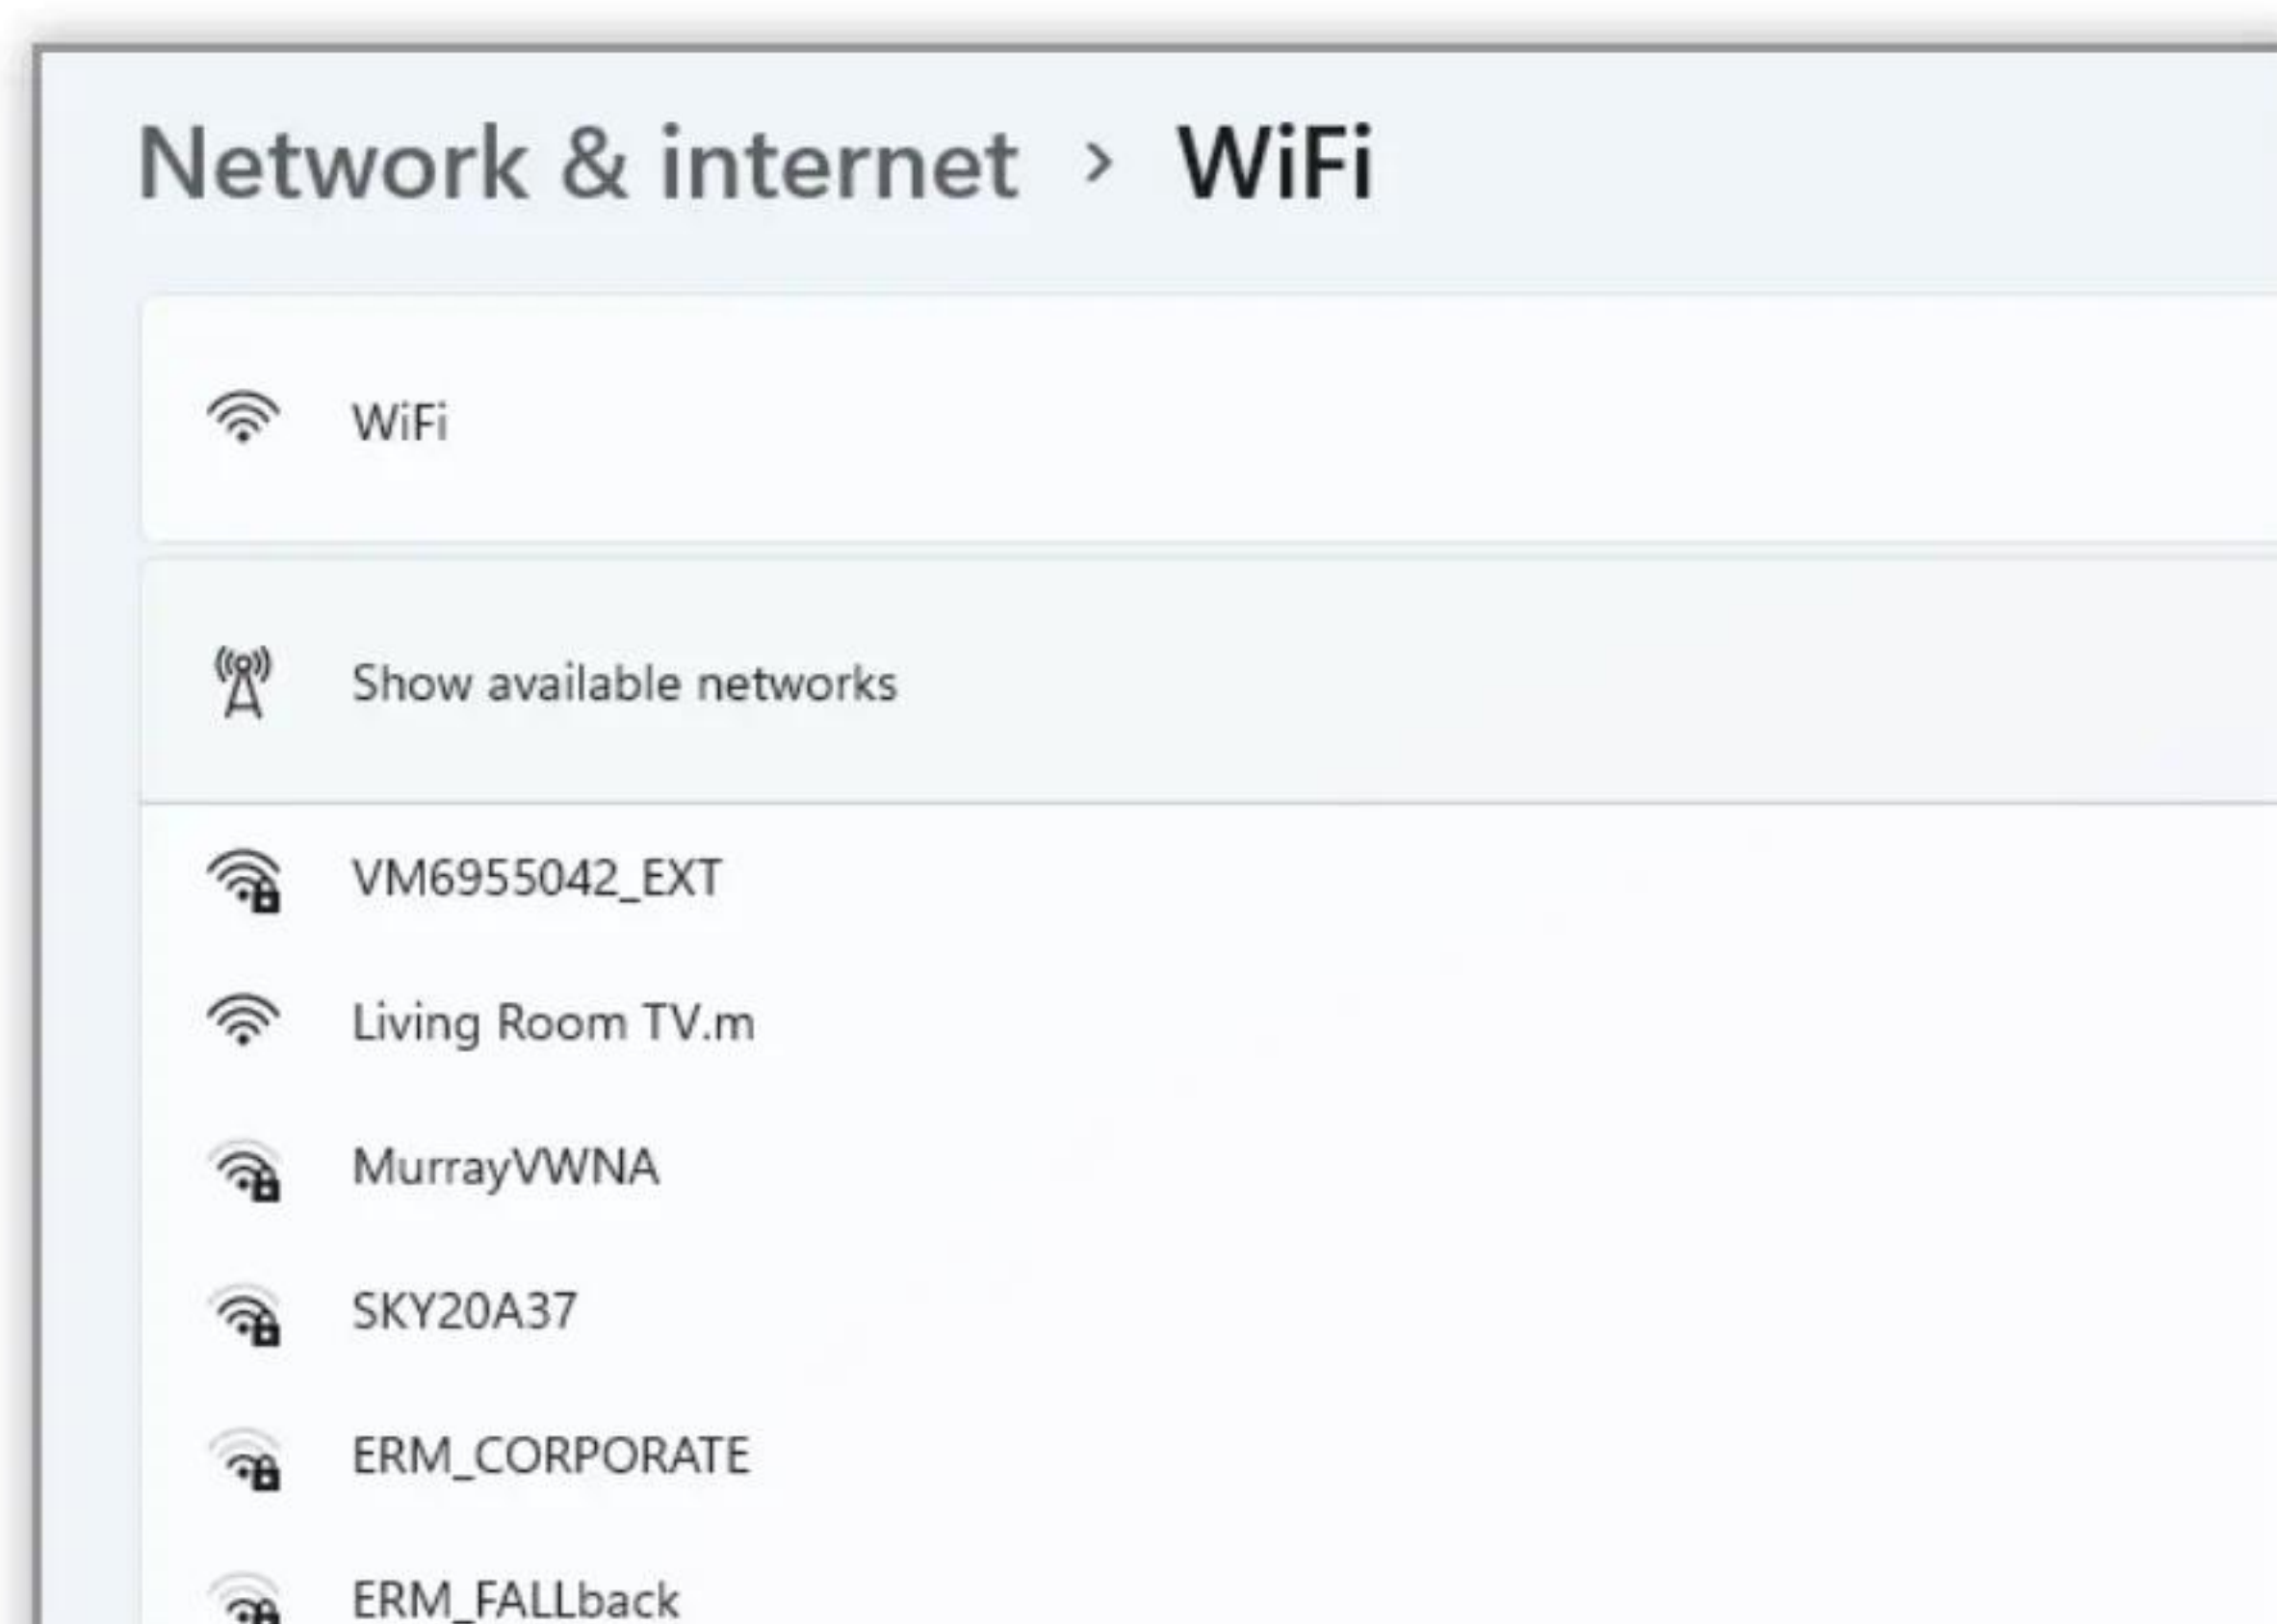 Network & internet > WiFi
WiFi
Show available networks
VM6955042_EXT
Living Room TV.m
MurrayVWNA
SKY20A37
ERM_CORPORATE
ERM_FALLback